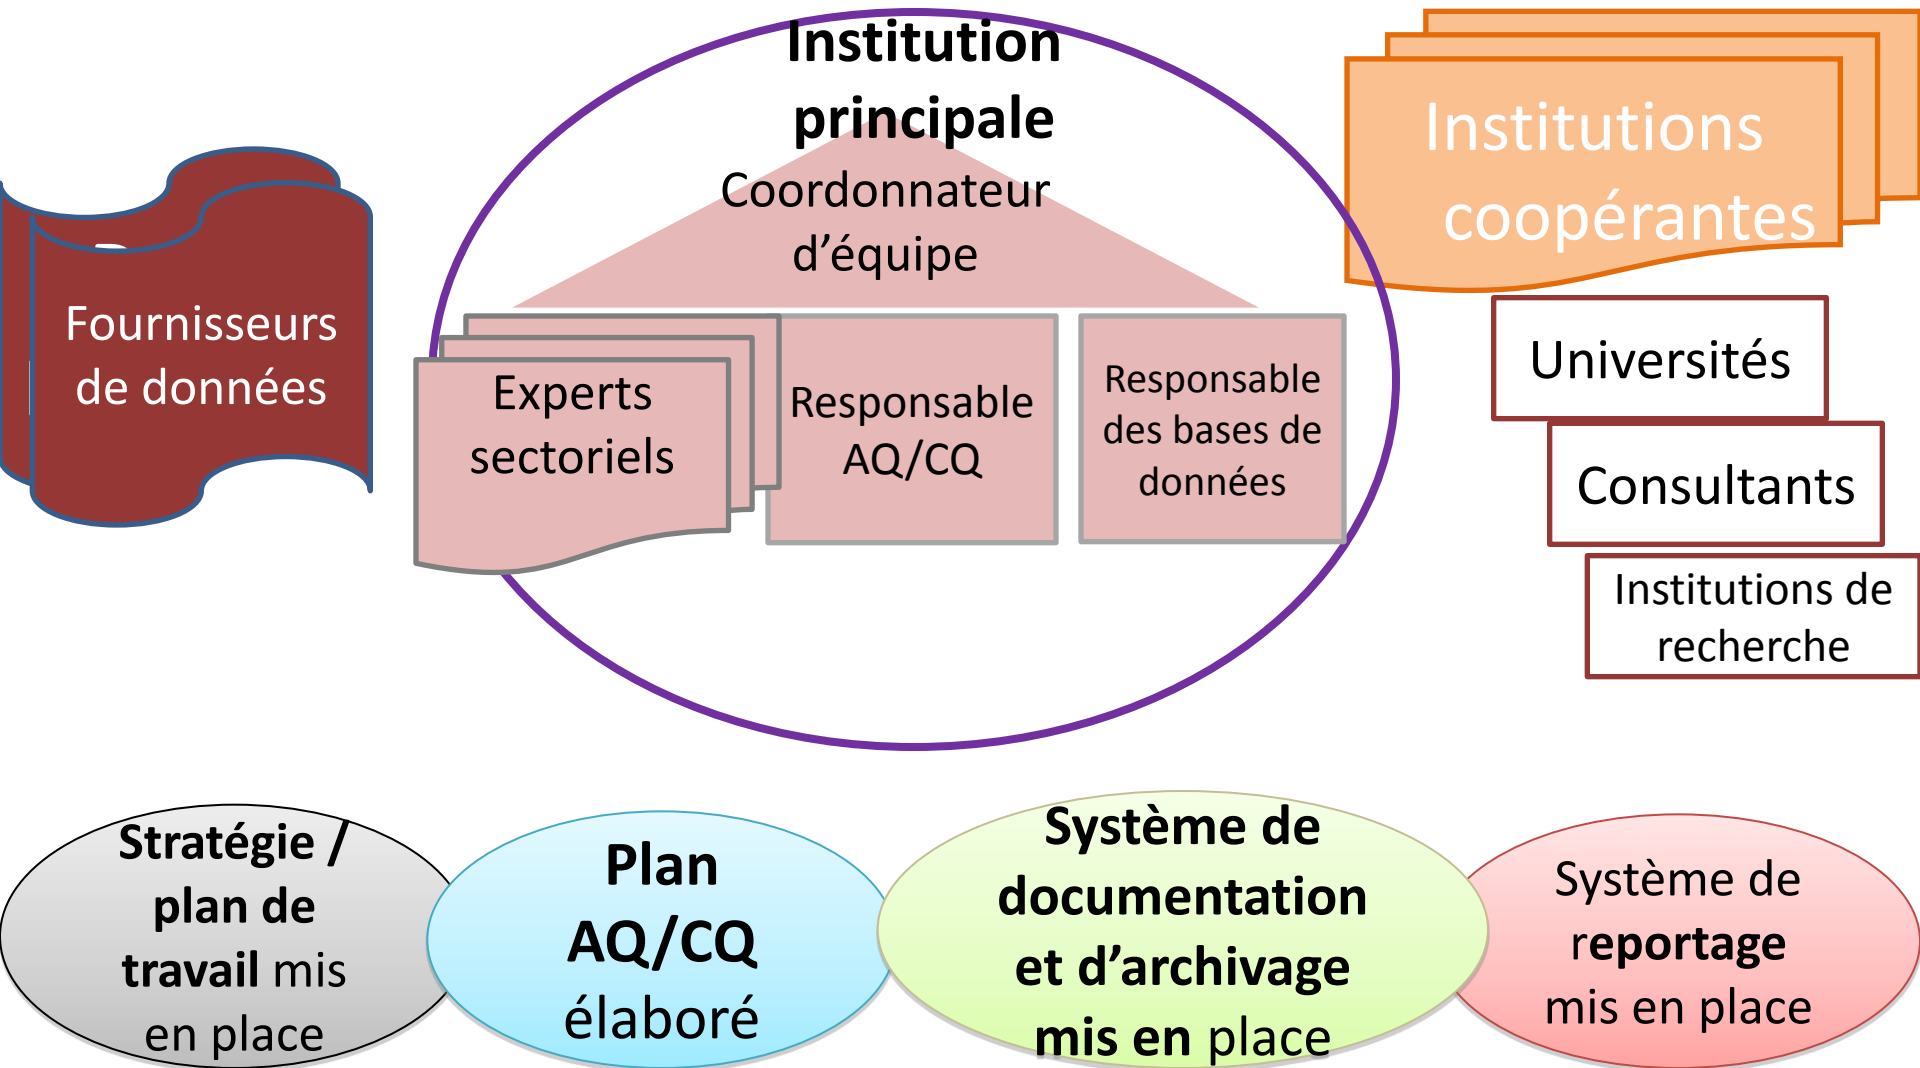 Institution
principale
Coordonnateur
d’équipe
Institutions
coopérantes
Fournisseurs
de données
Experts
sectoriels
Responsable
AQ/CQ
Responsable
des bases de
données
Universités
Consultants
Institutions de
recherche
Stratégie /
plan de
travail mis
en place
Plan
AQ/CQ
élaboré
Système de
documentation
et d’archivage
mis en place
Système de
reportage
mis en place